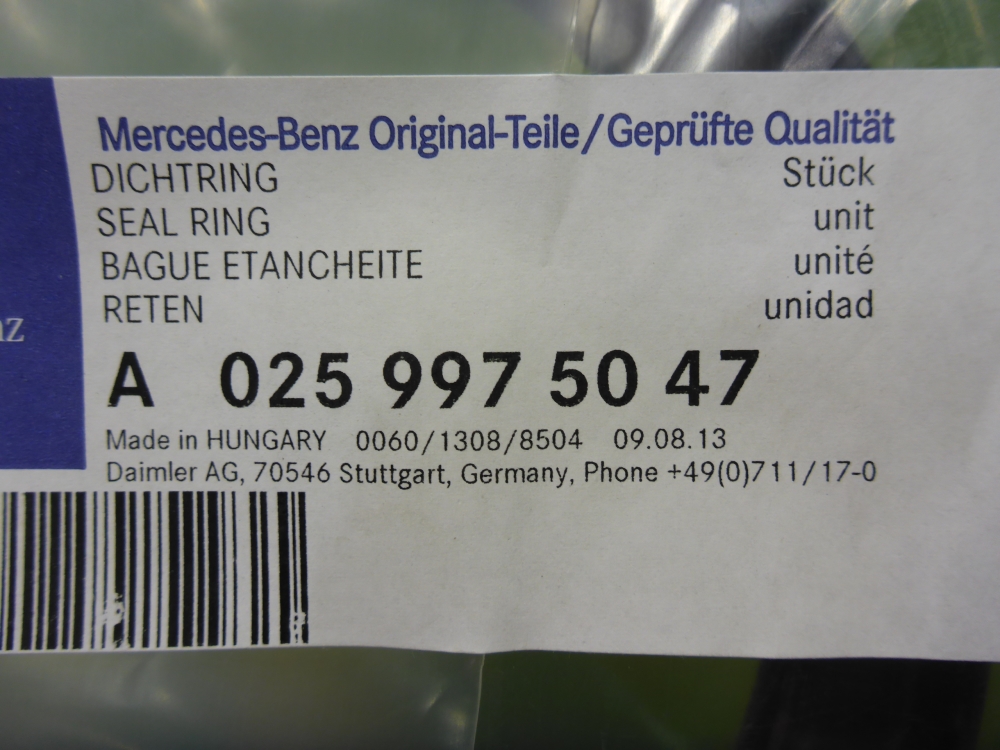 Mercedes-Benz Original-Teile/Geprüfte Qualität
DICHTRING Stück
SEAL RING unit
BAGUE ETANCHEITE unité
RETEN unidad
A 025 997 50 47
Made in HUNGARY 0060/1308/8504 09.08.13
Daimler AG, 70546 Stuttgart, Germany, Phone +49(0)711/17-0